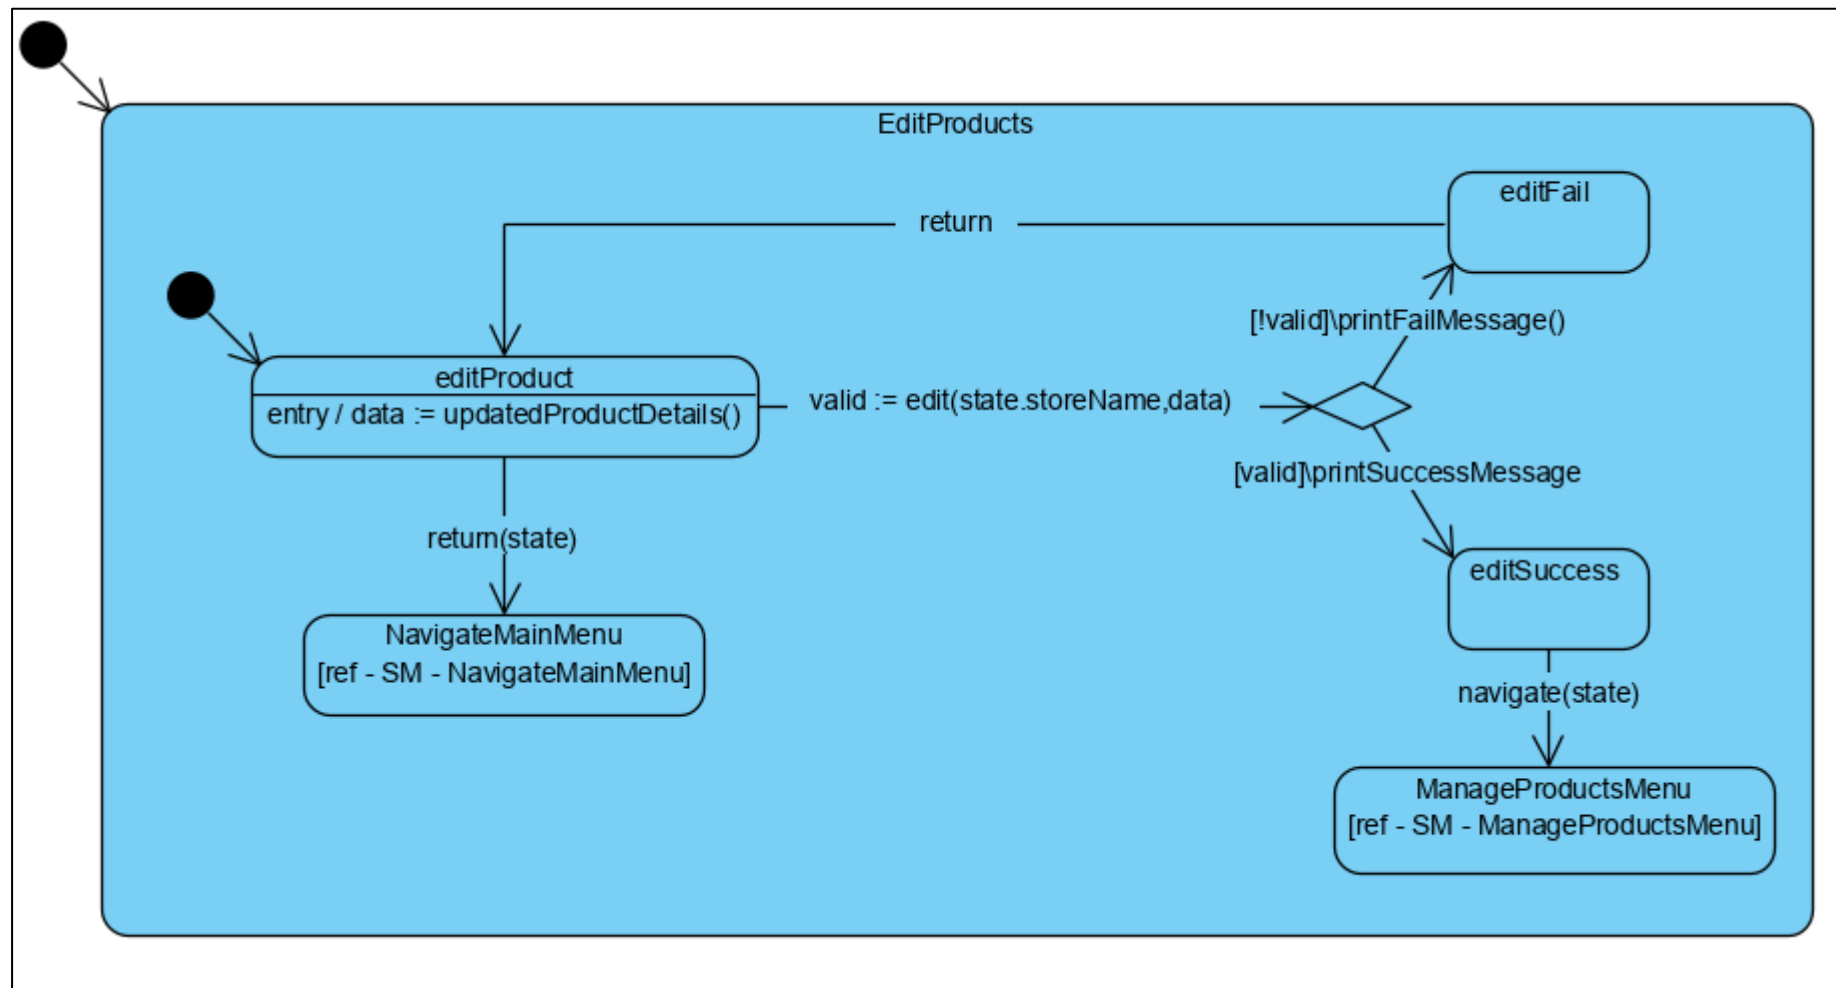 EditProducts
editFail
return
[!valid]\printFailMessage()
editProduct
entry / data := updatedProductDetails()
valid := edit(state.storeName,data)
[valid]\printSuccessMessage
return(state)
editSuccess
NavigateMainMenu
[ref - SM - NavigateMainMenu]
navigate(state)
ManageProductsMenu
[ref - SM - ManageProductsMenu]